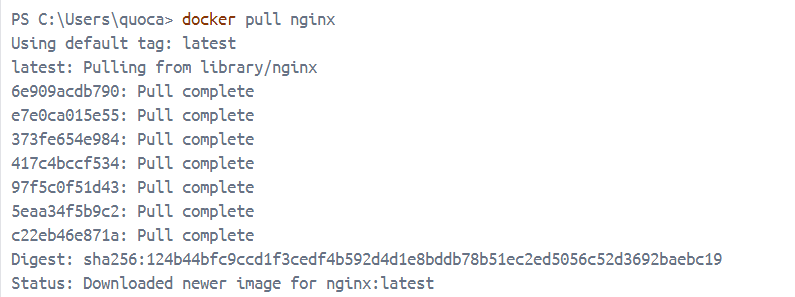 PS C:\Users\quoca> docker pull nginx
Using default tag: latest
latest: Pulling from library/nginx
6e909acdb790: Pull complete
e7e0ca015e55: Pull complete
373fe654e984: Pull complete
417c4bccf534: Pull complete
97f5c0f51d43: Pull complete
5eaa34f5b9c2: Pull complete
c22eb46e871a: Pull complete
Digest: sha256:124b44bfc9ccd1f3cedf4b592d4d1e8bddb78b51ec2ed5056c52d3692baebc19
Status: Downloaded newer image for nginx:latest